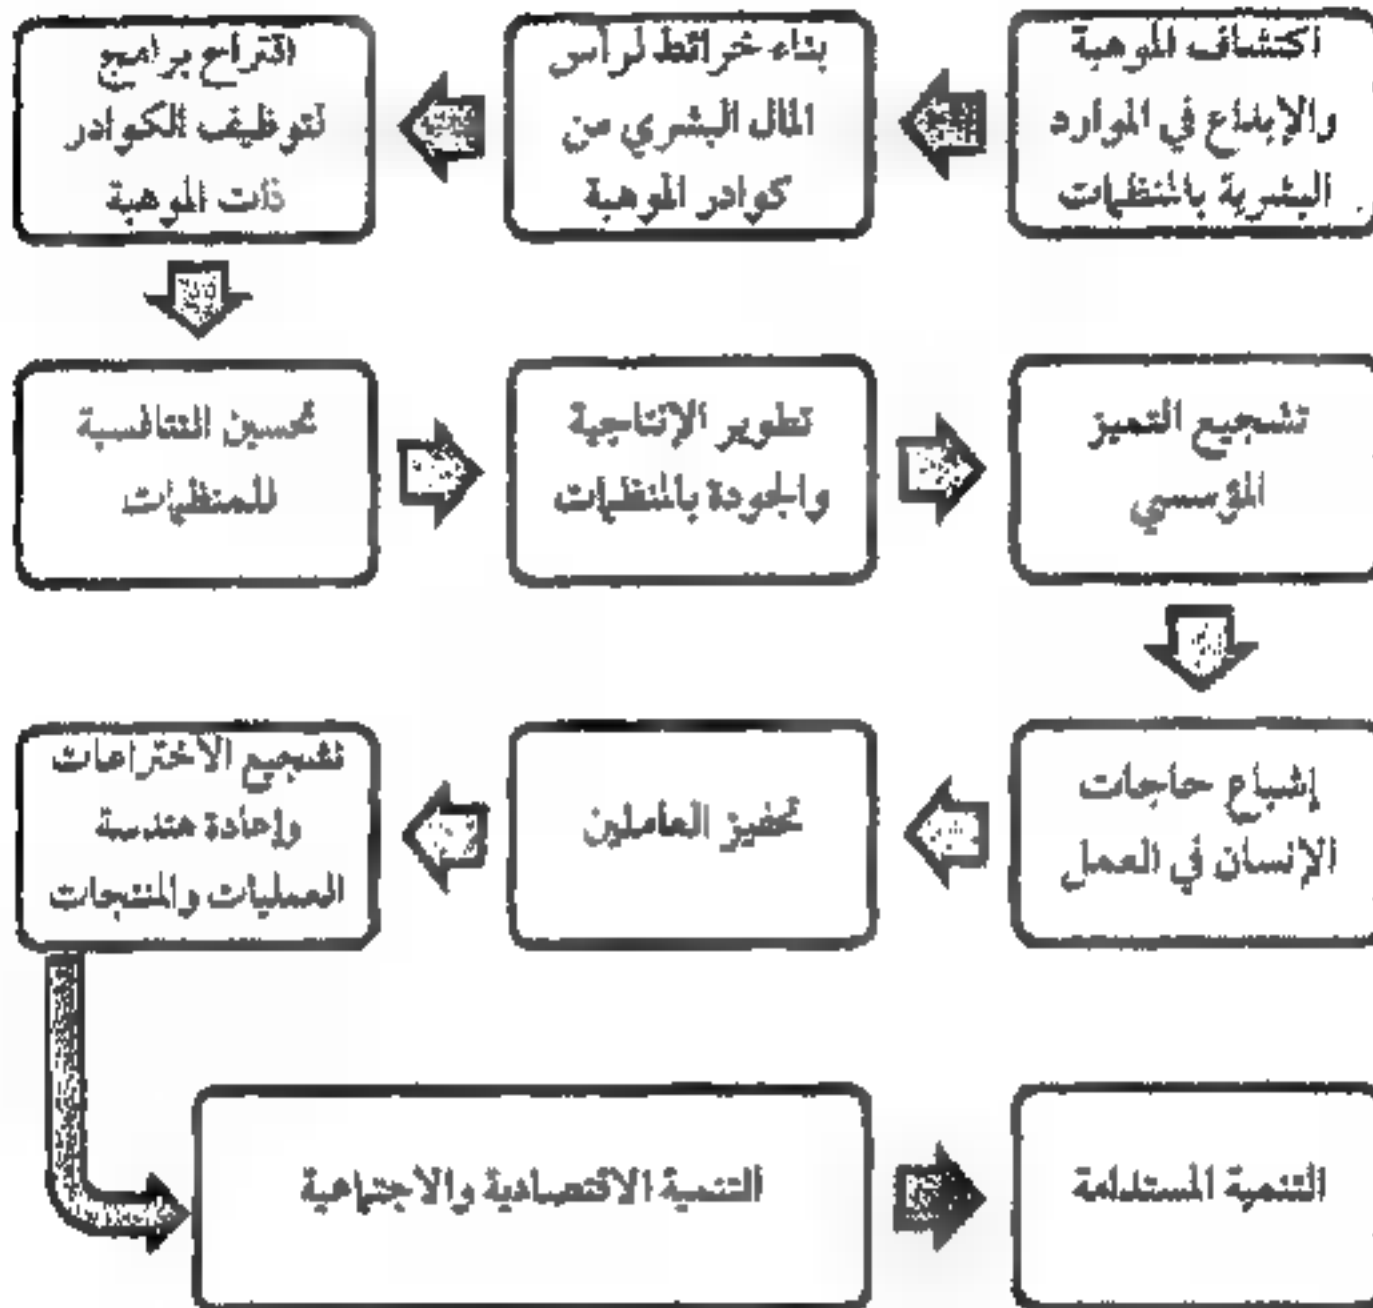 اكتشاف الموهبة
والإبداع في الموارد
البشرية بالمنظمات
بناء خرائط لرأس
المال البشري من
كوادر الموهبة
اقتراح برامج
لتوظيف الكوادر
ذات الموهبة
تحسين التنافسية
للمنظمات
تطوير الإنتاجية
والجودة بالمنظمات
تشجيع التميز
المؤسسي
إشباع حاجات
الإنسان في العمل
تحفيز العاملين
تشجيع الاختراعات
وإعادة هندسة
العمليات والمنتجات
التنمية الاقتصادية والاجتماعية
التنمية المستدامة